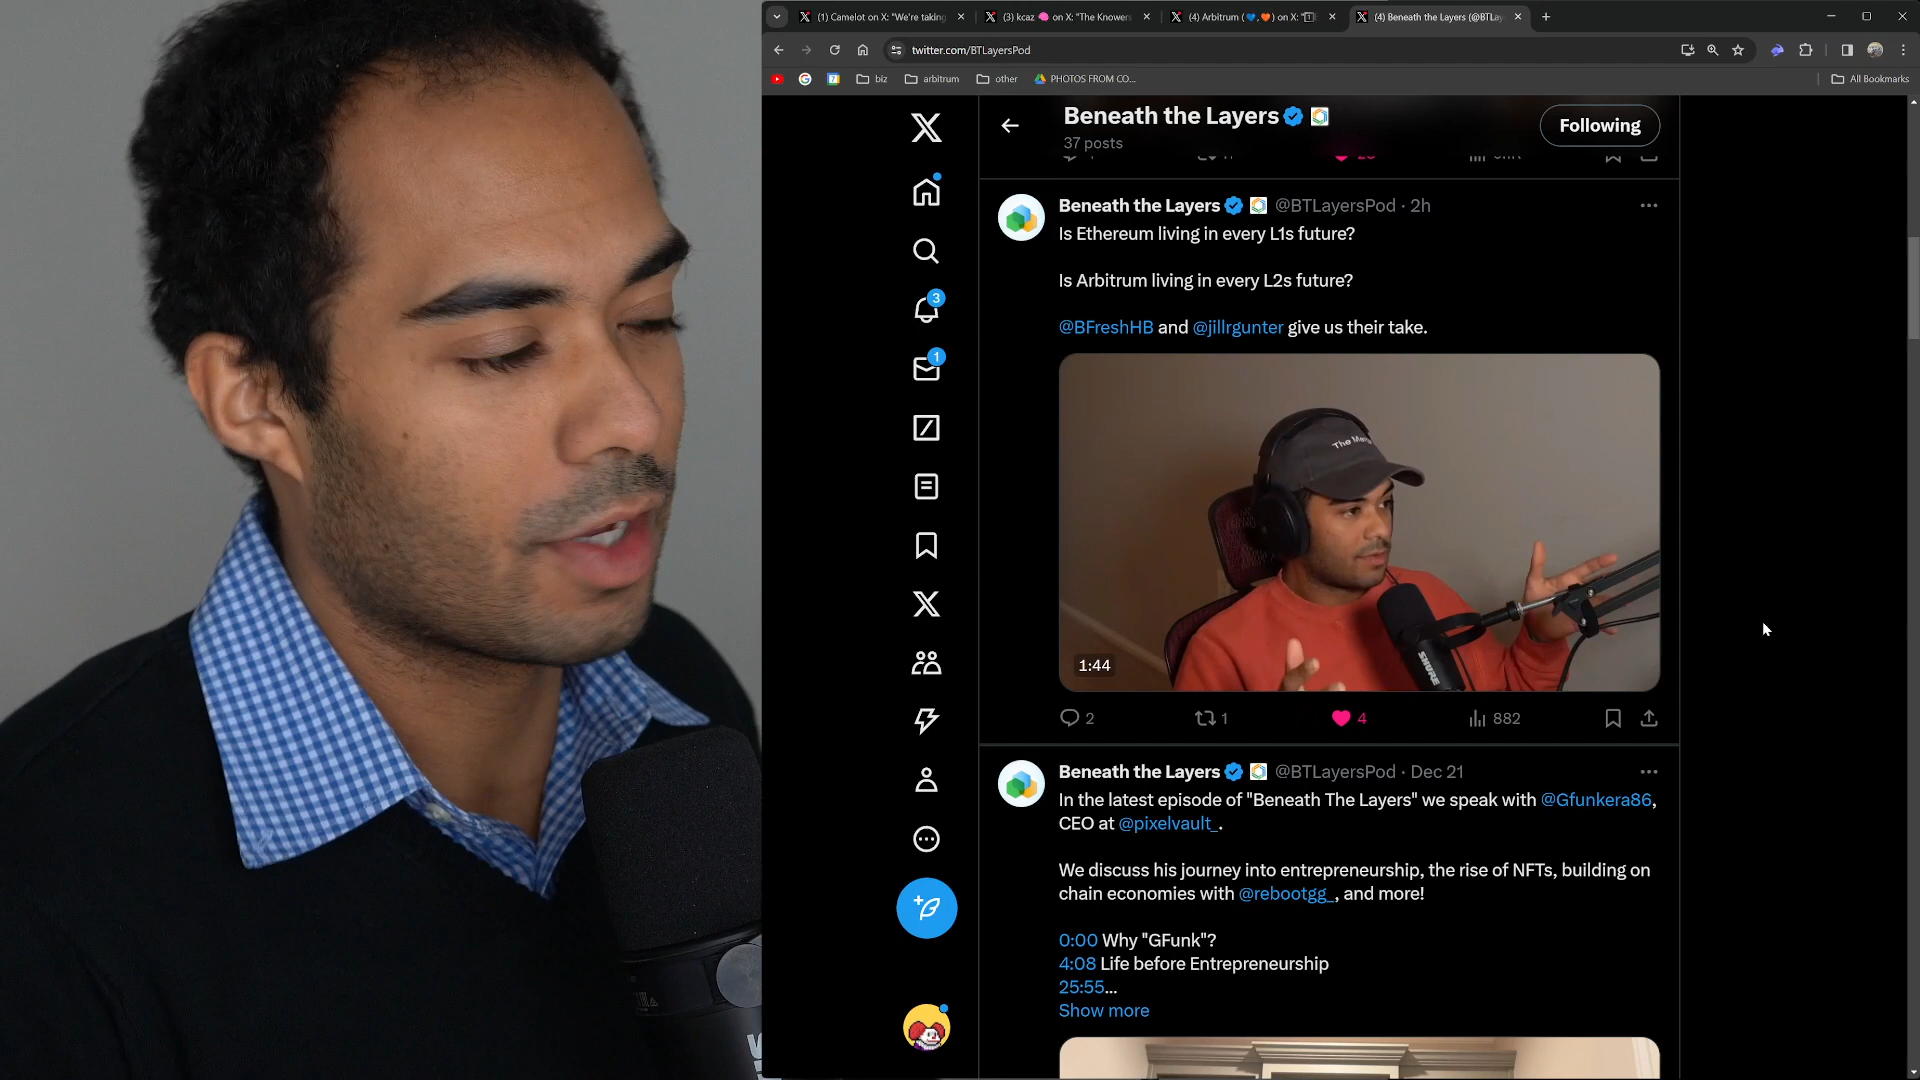 (1) Camelot on X: "We're taking
(3) kcaz 🧠 on X: "The Knowers
(4) Arbitrum (💙,🧡) on X: "
(4) Beneath the Layers (@BTLay
twitter.com/BTLayersPod
biz
arbitrum
other
PHOTOS FROM CO...
All Bookmarks
Beneath the Layers
37 posts
Following
Beneath the Layers @BTLayersPod · 2h
Is Ethereum living in every L1s future?
Is Arbitrum living in every L2s future?
@BFreshHB and @jillrgunter give us their take.
3
1
The
SHURE
1:44
2
1
4
882
Beneath the Layers @BTLayersPod · Dec 21
In the latest episode of "Beneath The Layers" we speak with @Gfunkera86,
CEO at @pixelvault_.
We discuss his journey into entrepreneurship, the rise of NFTs, building on
chain economies with @rebootgg_, and more!
0:00 Why "GFunk"?
4:08 Life before Entrepreneurship
25:55...
Show more